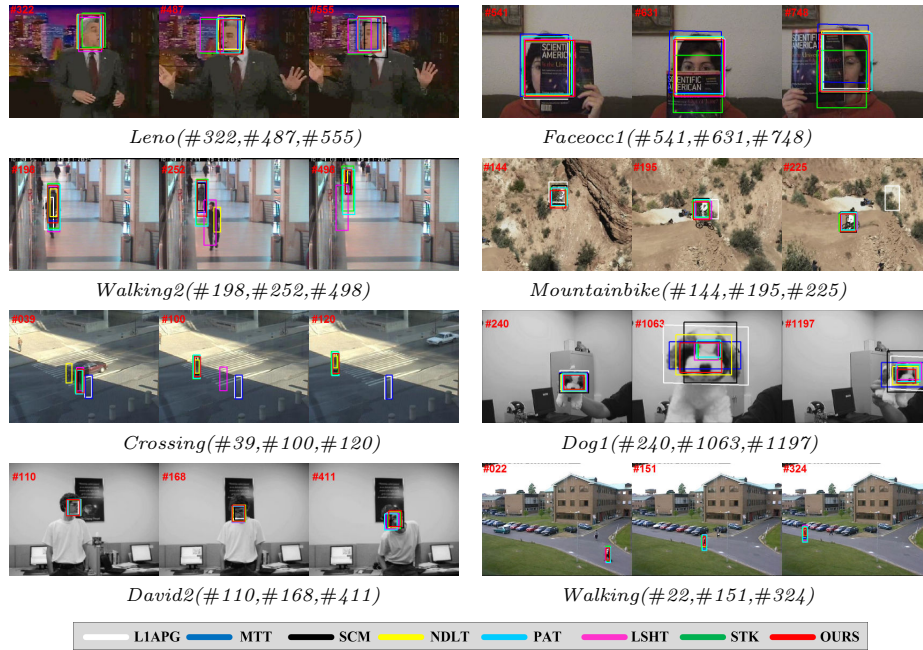 #322 #487 #555
#541 #631 #748
SCIENTIFIC AMERICAN
SCIENTIFIC AMERICAN
Leno(#322,#487,#555)
Faceocc1(#541,#631,#748)
#198 #252 #498
#144 #195 #225
Walking2(#198,#252,#498)
Mountainbike(#144,#195,#225)
#039 #100 #120
#240 #1063 #1197
Crossing(#39,#100,#120)
Dog1(#240,#1063,#1197)
#110 #168 #411
#022 #151 #324
David2(#110,#168,#411)
Walking(#22,#151,#324)
L1APG MTT SCM NDLT PAT LSHT STK OURS